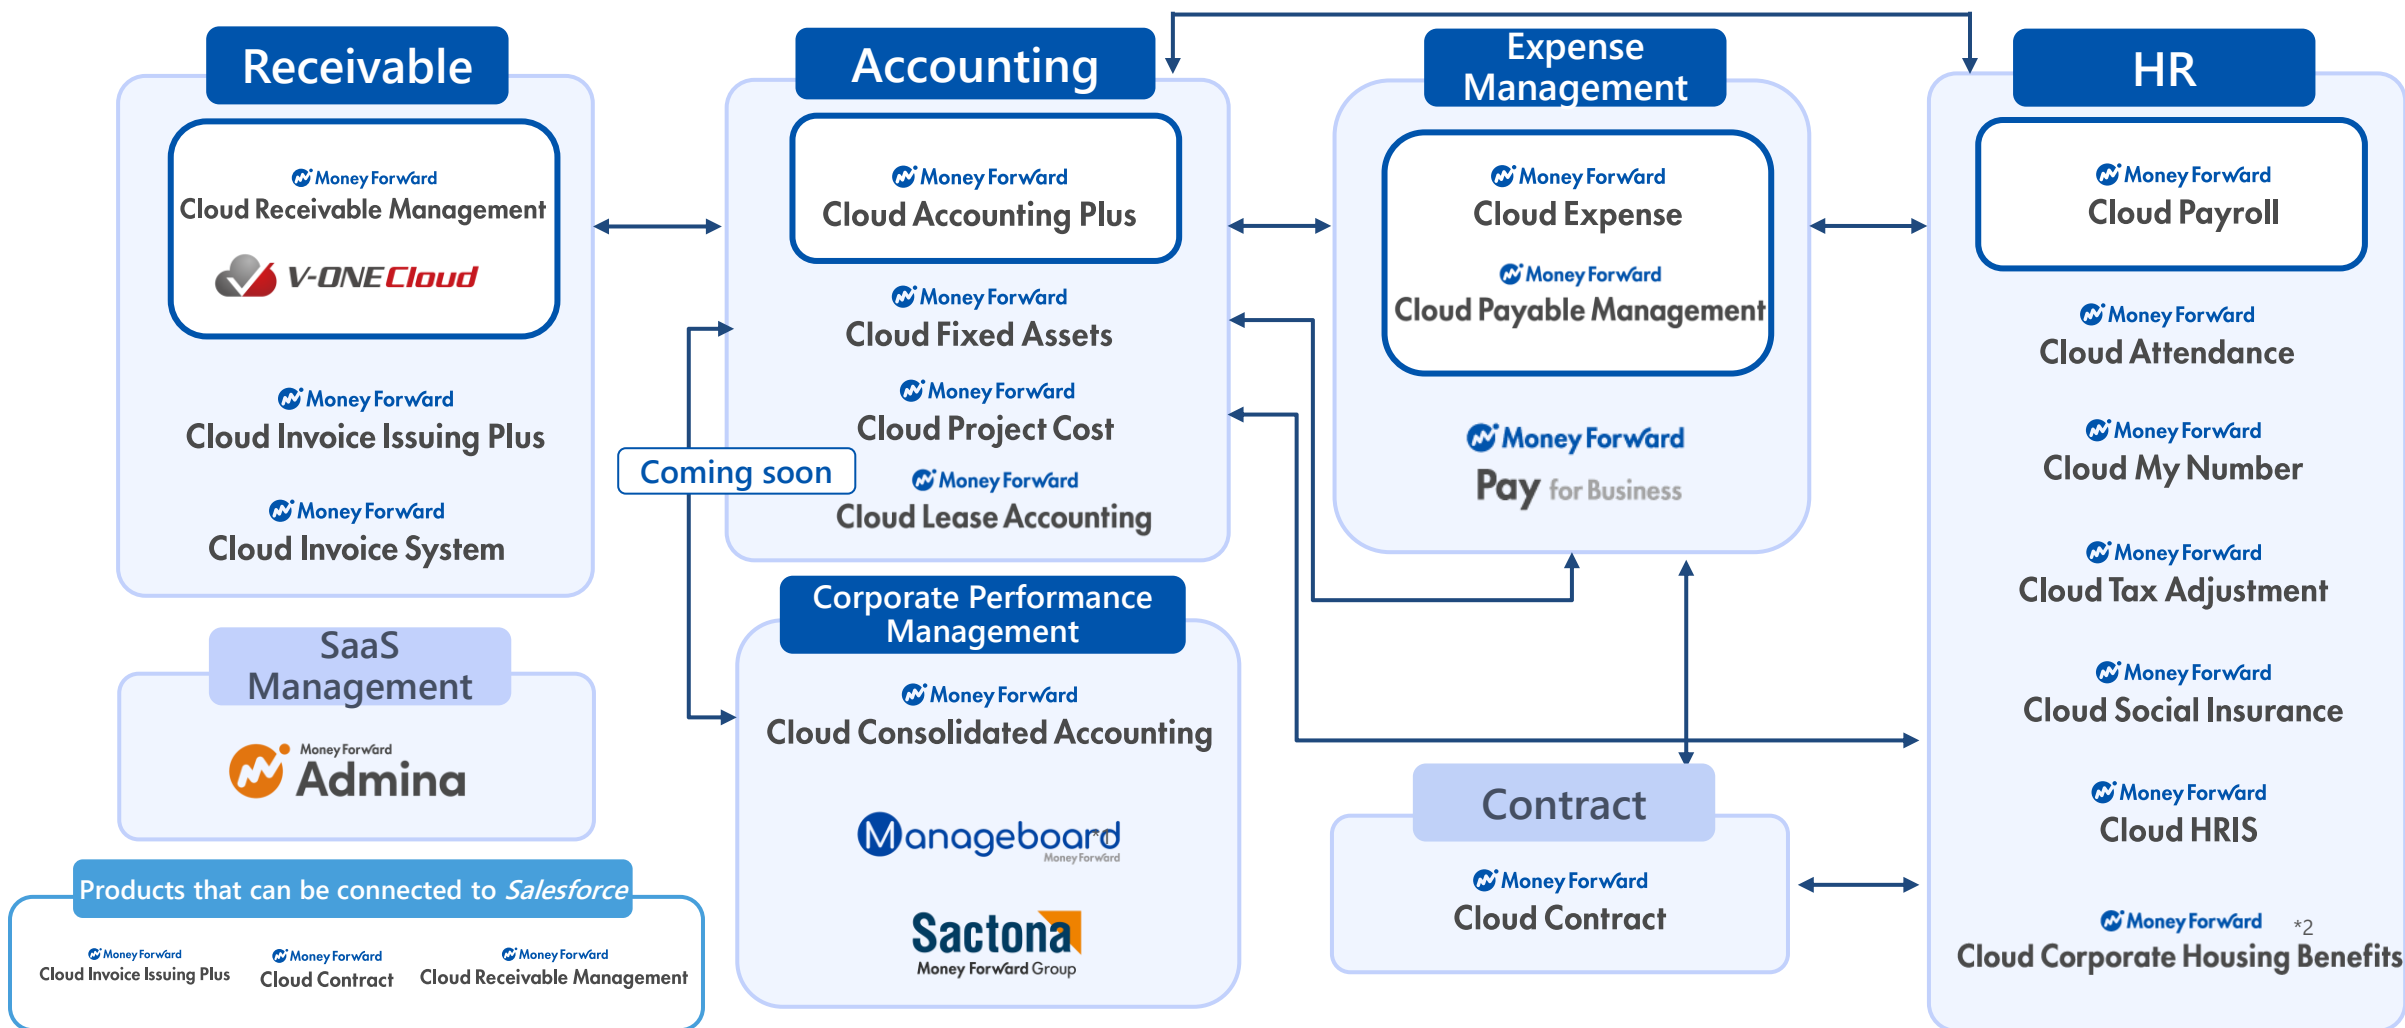 Receivable
Money Forward
Cloud Receivable Management
V-ONE Cloud
Money Forward
Cloud Invoice Issuing Plus
Money Forward
Cloud Invoice System
SaaS
Management
Money Forward
Admina
Products that can be connected to Salesforce
Money Forward
Cloud Invoice Issuing Plus
Money Forward
Cloud Contract
Money Forward
Cloud Receivable Management
Accounting
Money Forward
Cloud Accounting Plus
Money Forward
Cloud Fixed Assets
Money Forward
Cloud Project Cost
Coming soon
Money Forward
Cloud Lease Accounting
Corporate Performance
Management
Money Forward
Cloud Consolidated Accounting
Manageboard
*1
Money Forward
Sactona
Money Forward Group
Expense
Management
Money Forward
Cloud Expense
Money Forward
Cloud Payable Management
Money Forward
Pay for Business
Contract
Money Forward
Cloud Contract
HR
Money Forward
Cloud Payroll
Money Forward
Cloud Attendance
Money Forward
Cloud My Number
Money Forward
Cloud Tax Adjustment
Money Forward
Cloud Social Insurance
Money Forward
Cloud HRIS
Money Forward *2
Cloud Corporate Housing Benefits